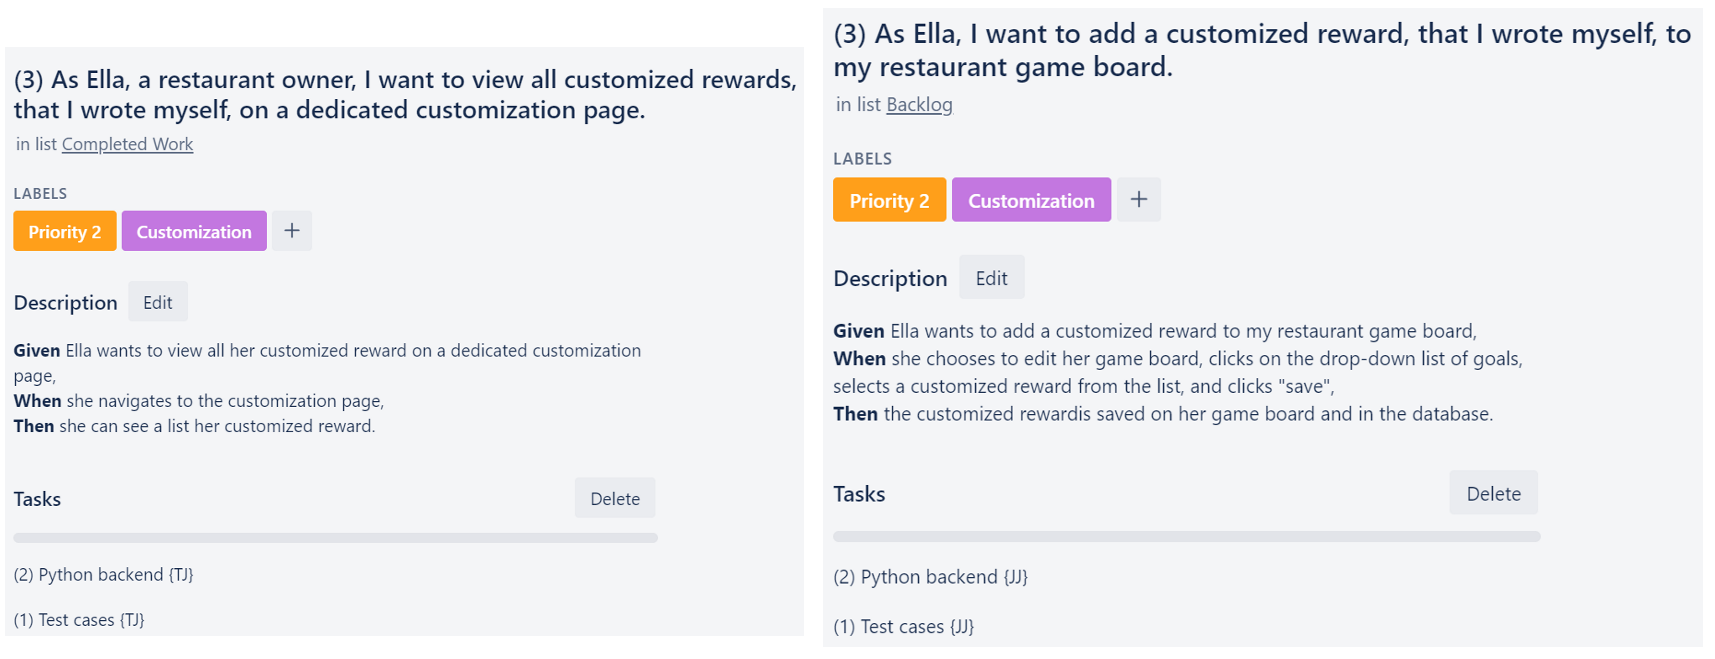 (3) As Ella, a restaurant owner, I want to view all customized rewards,
that I wrote myself, on a dedicated customization page.
in list Completed Work
LABELS
Priority 2 Customization +
Description Edit
Given Ella wants to view all her customized reward on a dedicated customization
page,
When she navigates to the customization page,
Then she can see a list her customized reward.
Tasks Delete
(2) Python backend {TJ}
(1) Test cases {TJ}
(3) As Ella, I want to add a customized reward, that I wrote myself, to
my restaurant game board.
in list Backlog
LABELS
Priority 2 Customization +
Description Edit
Given Ella wants to add a customized reward to my restaurant game board,
When she chooses to edit her game board, clicks on the drop-down list of goals,
selects a customized reward from the list, and clicks "save",
Then the customized rewardis saved on her game board and in the database.
Tasks Delete
(2) Python backend {JJ}
(1) Test cases {JJ}